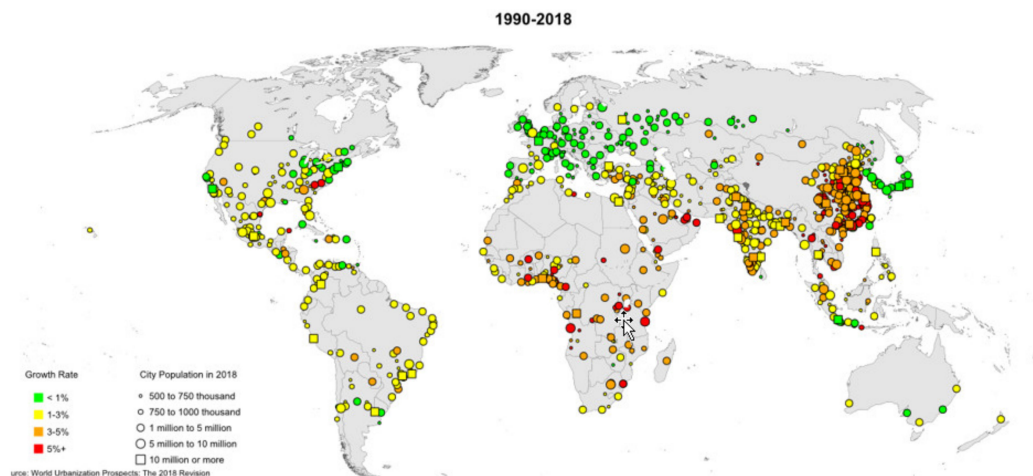 1990-2018
Growth Rate
< 1%
1-3%
3-5%
5%+
City Population in 2018
500 to 750 thousand
750 to 1000 thousand
1 million to 5 million
5 million to 10 million
10 million or more
urce: World Urbanization Prospects: The 2018 Revision